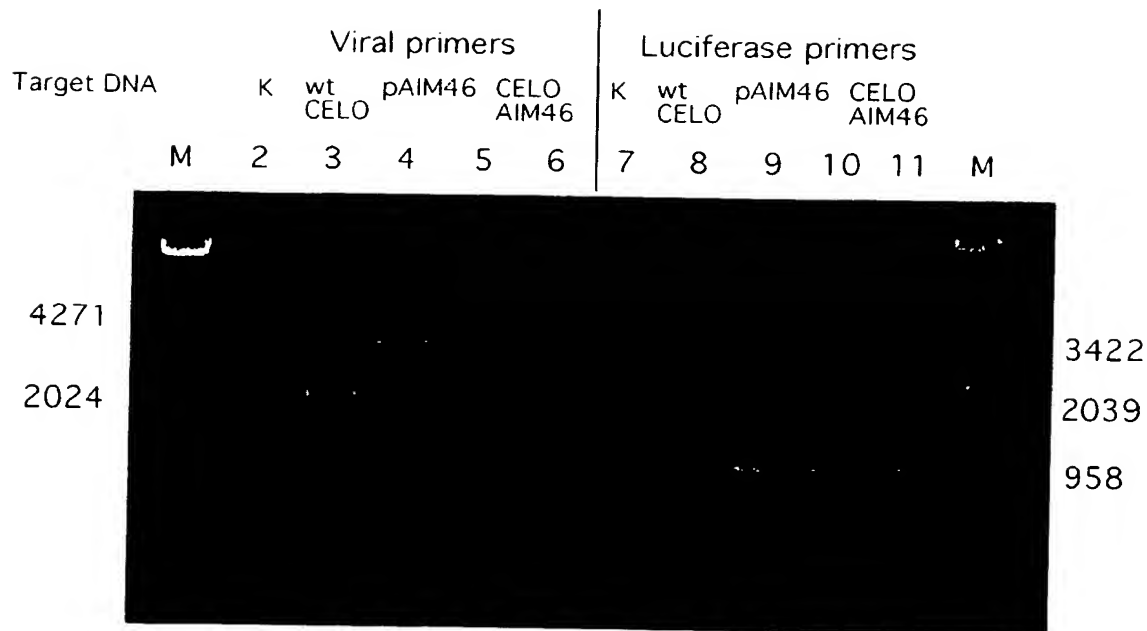 Viral primers Luciferase primers
Target DNA K wt CELO pAIM46 CELO AIM46 K wt CELO pAIM46 CELO AIM46
M 2 3 4 5 6 7 8 9 10 11 M
4271
2024
3422
2039
958